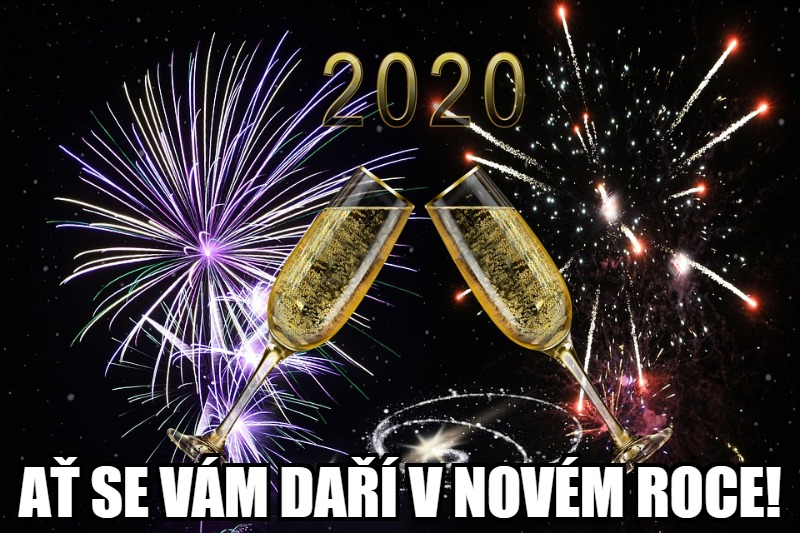 2020
AŤ SE VÁM DAŘÍ V NOVÉM ROCE!